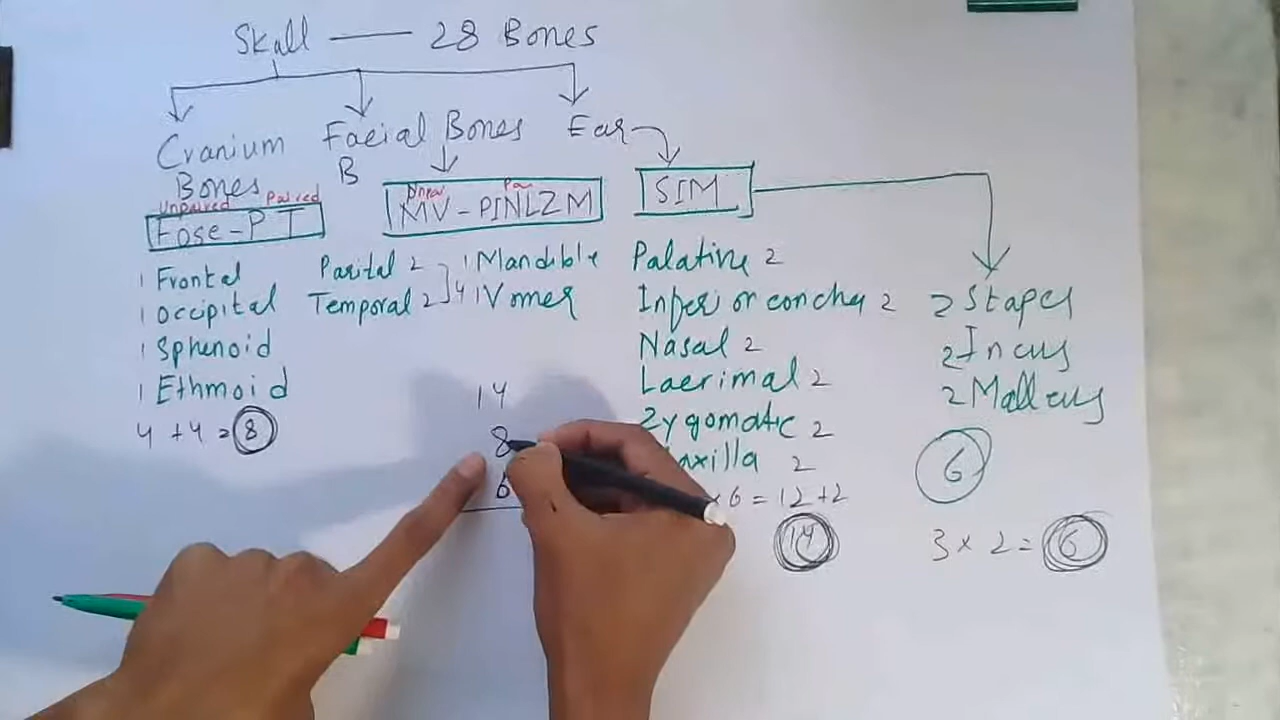 Skall — 28 Bones
Cranium
Bones
Facial Bones
B
Ear
Unpaired Paired
Fose-PT
Unpa Pai
MV-PINLZM
SIM
1 Frontal
1 Occipital
1 Sphenoid
1 Ethmoid
4 + 4 = 8
Parital 2
Temporal 2
4
1 Mandible
1 Vomer
14
8
6
Palatine 2
Inferior concha 2
Nasal 2
Lacrimal 2
Zygomatic 2
axilla 2
x 6 = 12 + 2
14
2 Stapes
2 Incus
2 Malleus
6
3 x 2 = 6